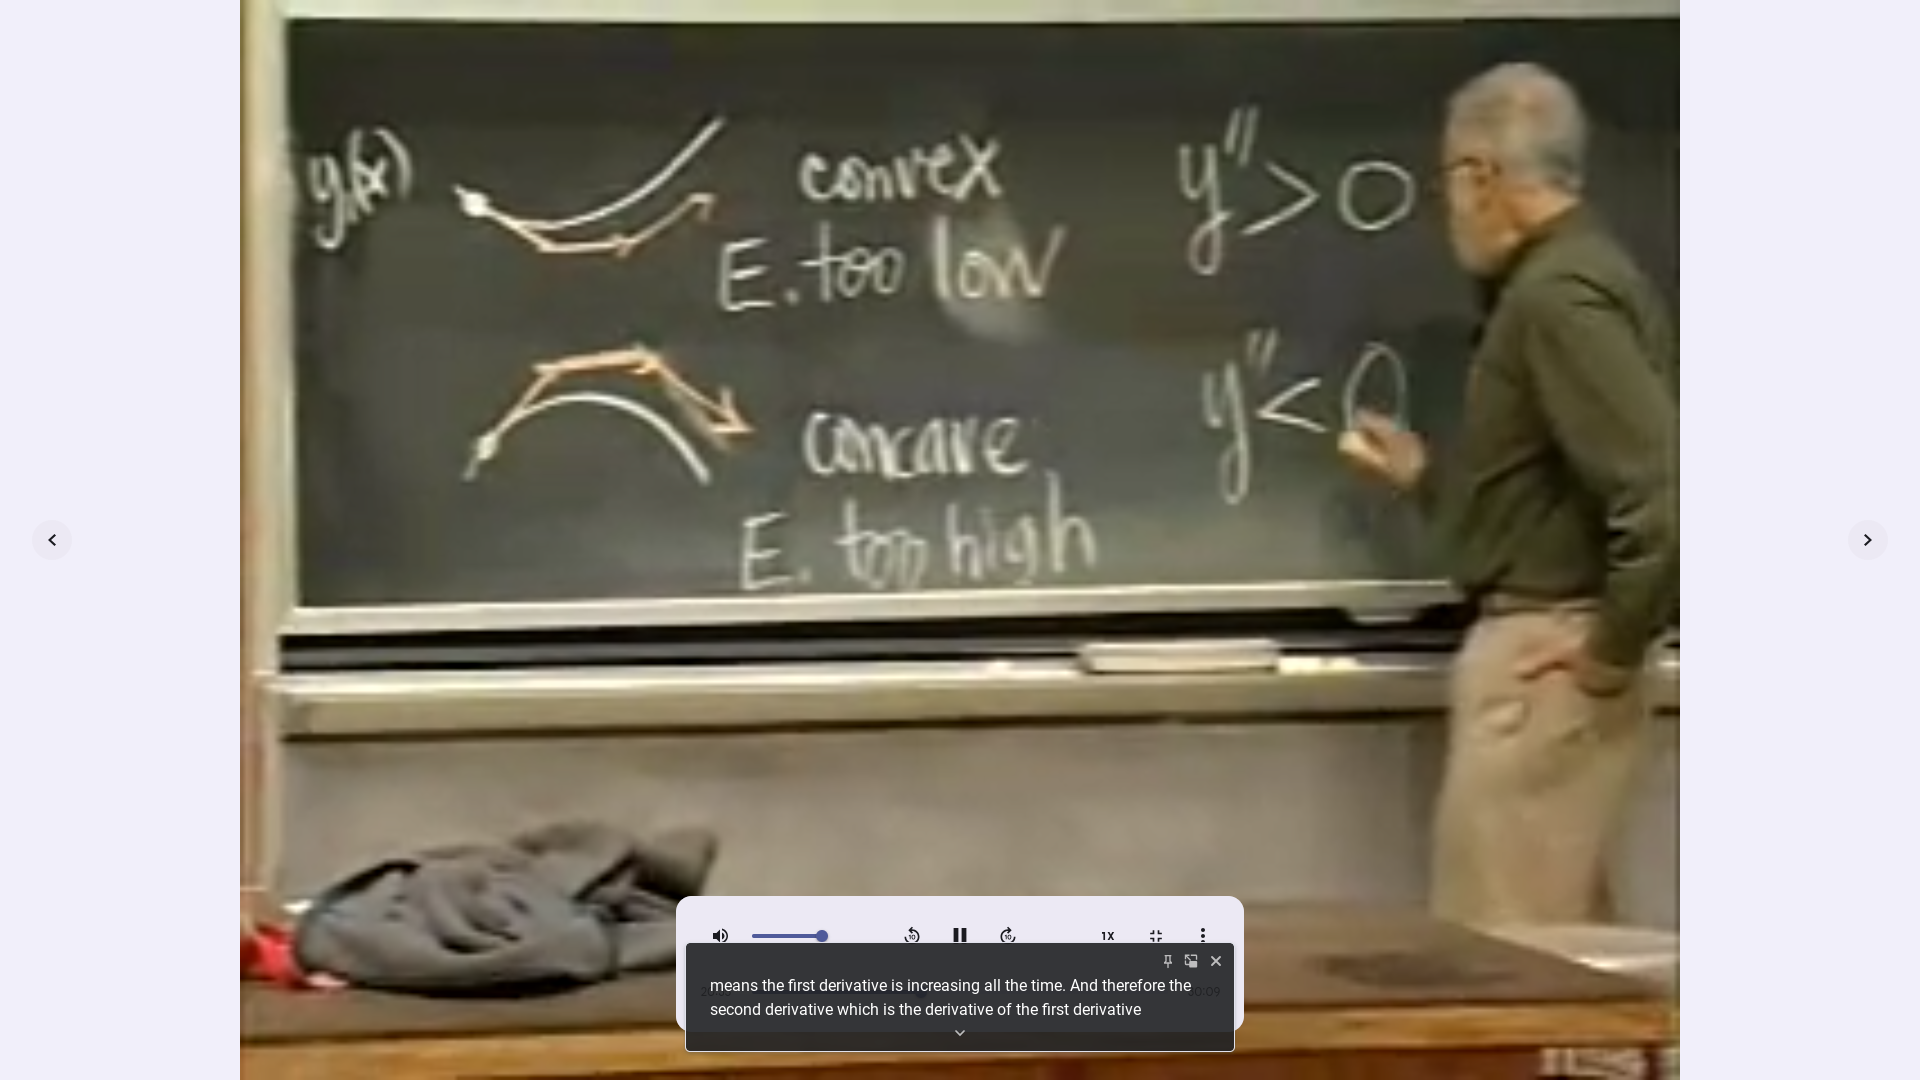 y₁(x)
convex
E. too low
y'' > 0
concave
E. too high
y'' < 0
1X
means the first derivative is increasing all the time. And therefore the
second derivative which is the derivative of the first derivative